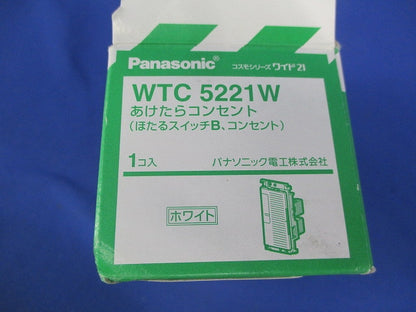 Panasonic® コスモシリーズ ワイド21
WTC 5221W
あけたらコンセント
(ほたるスイッチB、コンセント)
1コ入 パナソニック電工株式会社
ホワイト